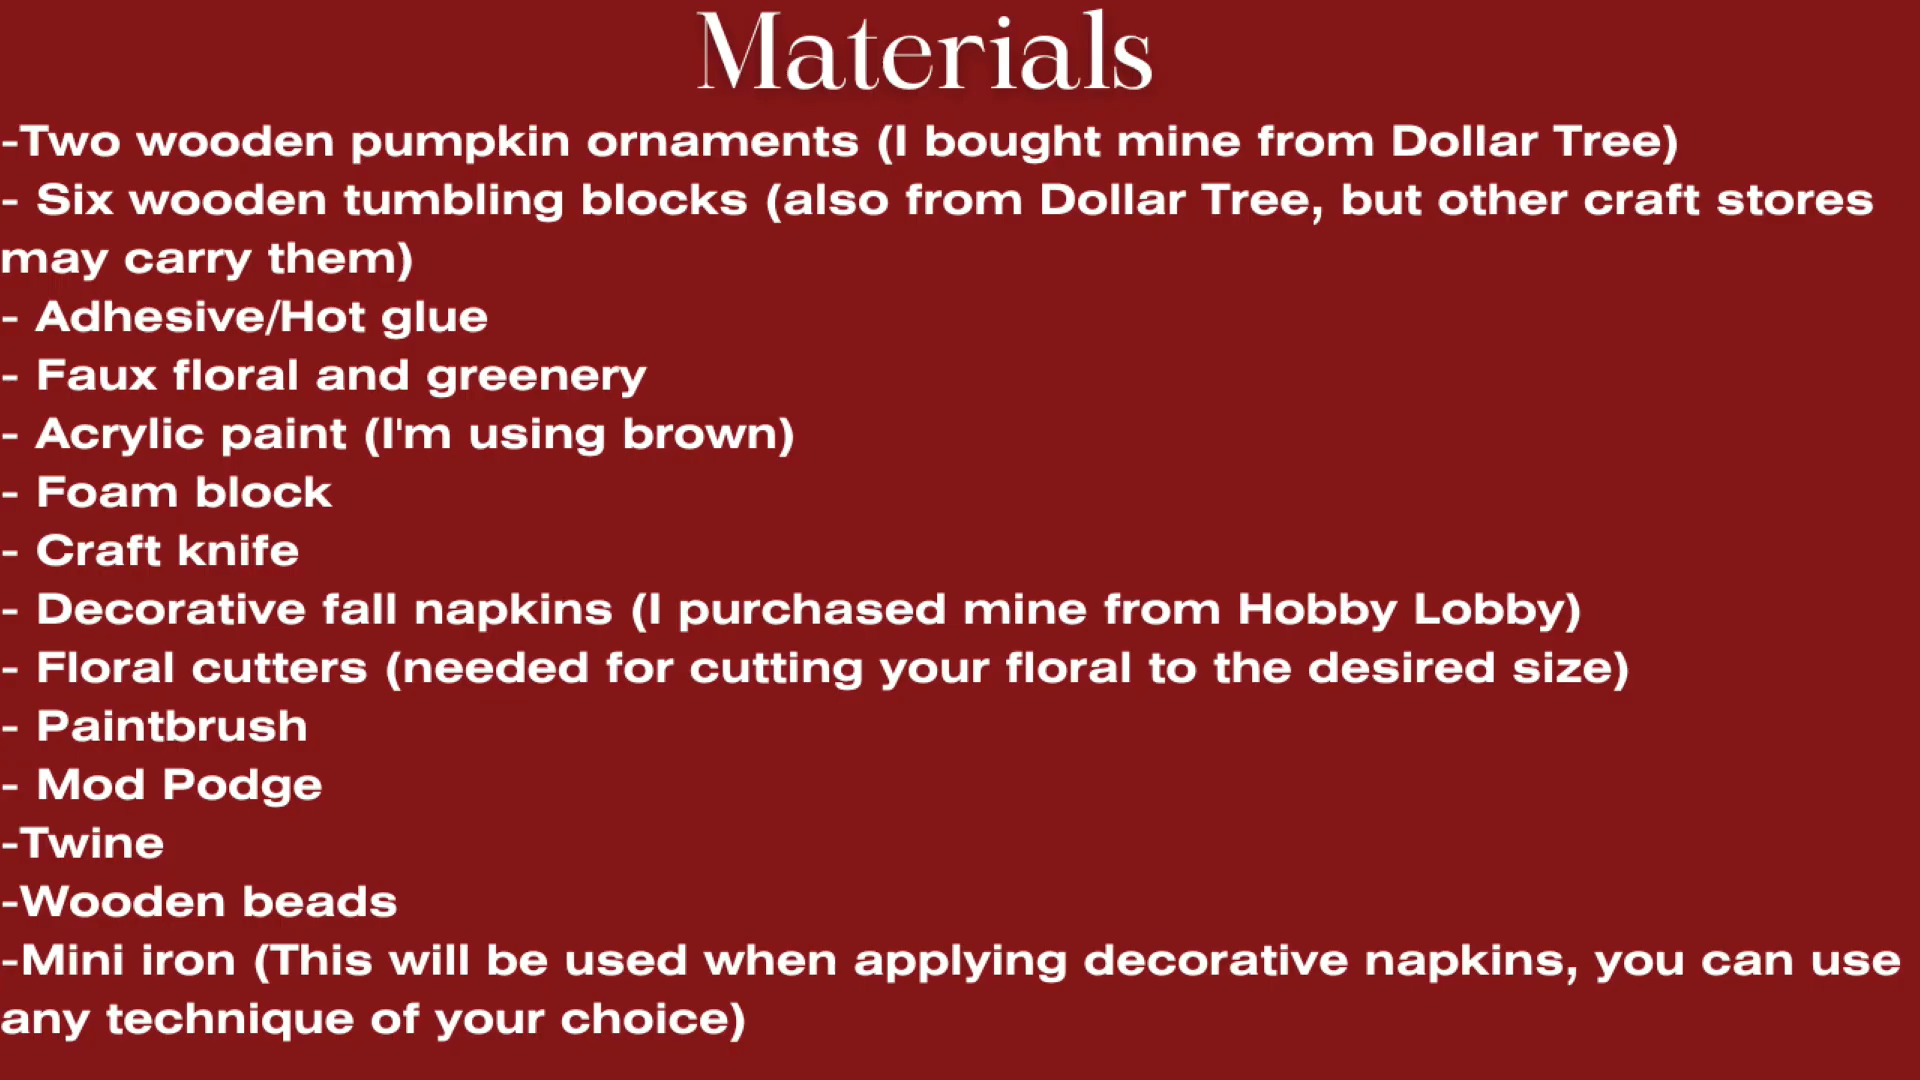 Materials
-Two wooden pumpkin ornaments (I bought mine from Dollar Tree)
- Six wooden tumbling blocks (also from Dollar Tree, but other craft stores
may carry them)
- Adhesive/Hot glue
- Faux floral and greenery
- Acrylic paint (I'm using brown)
- Foam block
- Craft knife
- Decorative fall napkins (I purchased mine from Hobby Lobby)
- Floral cutters (needed for cutting your floral to the desired size)
- Paintbrush
- Mod Podge
-Twine
-Wooden beads
-Mini iron (This will be used when applying decorative napkins, you can use
any technique of your choice)